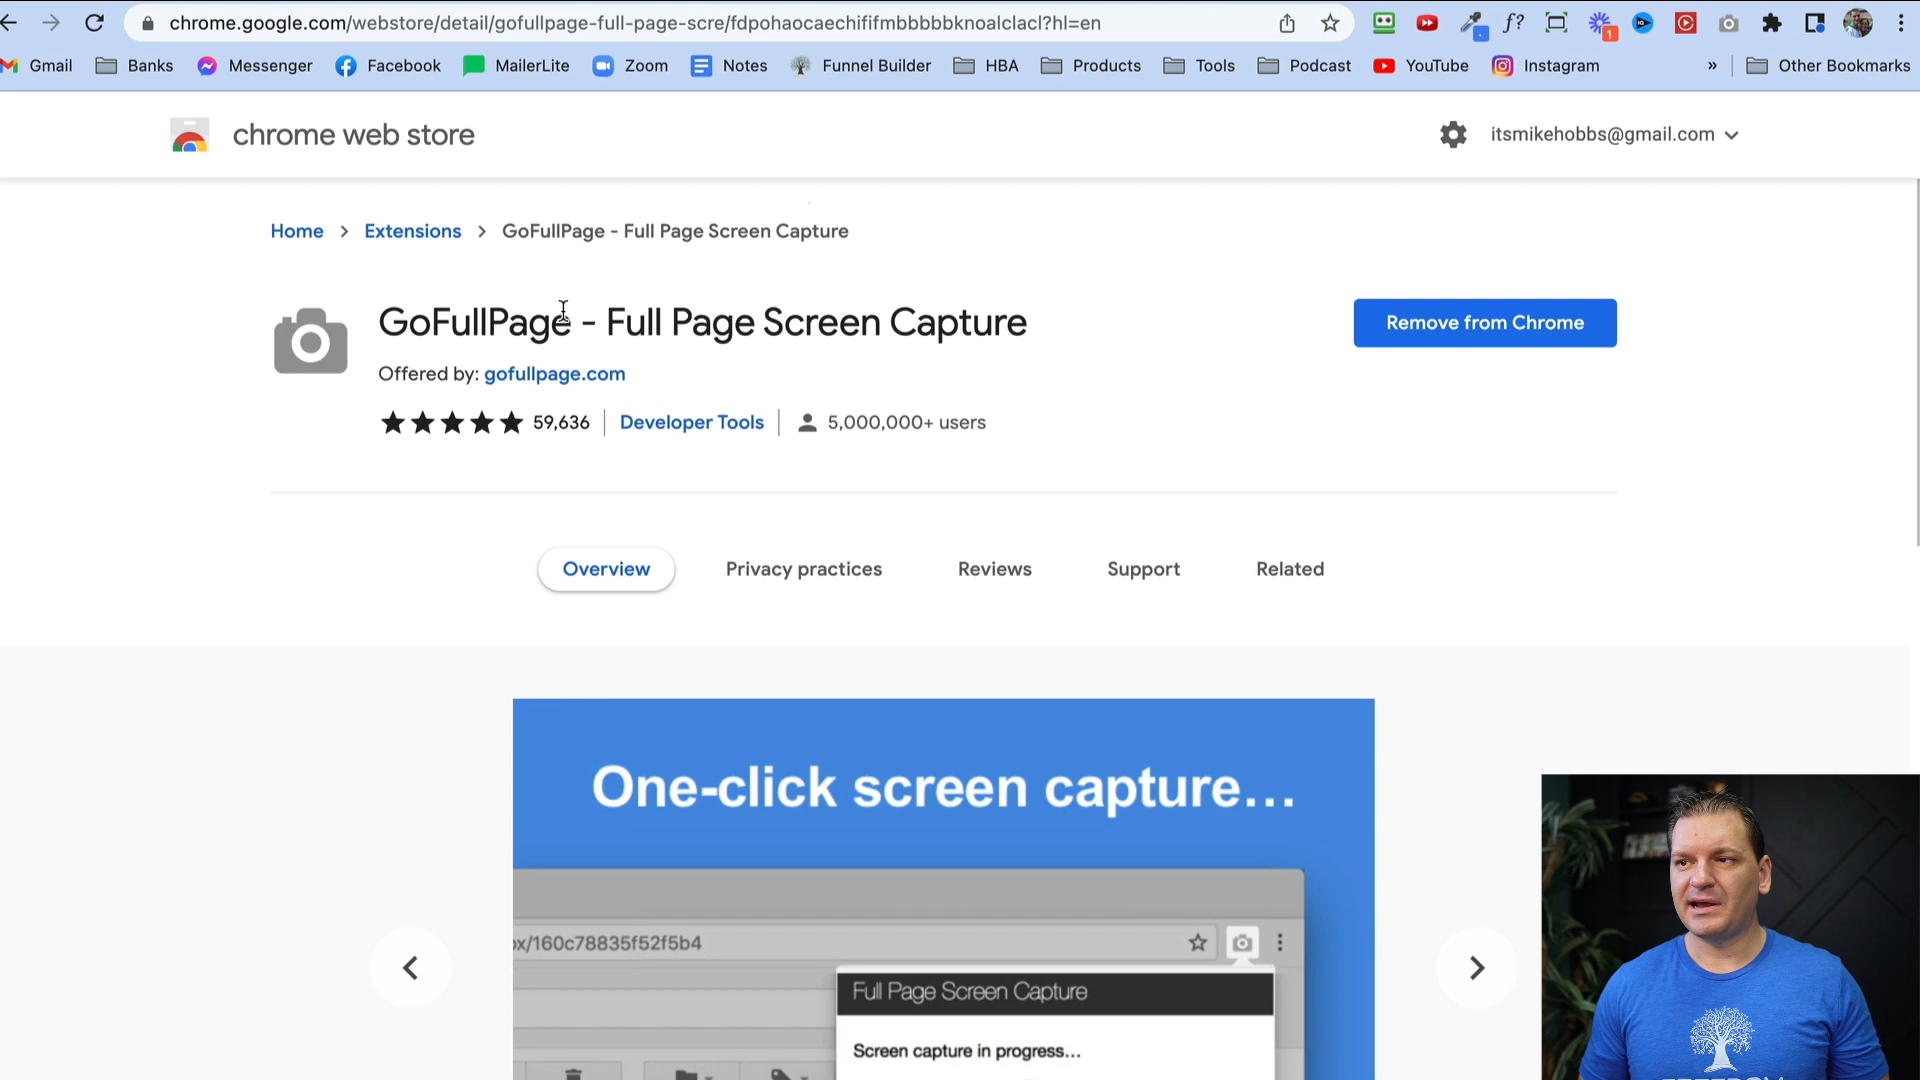 chrome.google.com/webstore/detail/gofullpage-full-page-scre/fdpohaocaechififmbbbbbknoalclacl?hl=en
f?
1
Gmail Banks Messenger Facebook MailerLite Zoom Notes Funnel Builder HBA Products Tools Podcast YouTube Instagram » Other Bookmarks
chrome web store
itsmikehobbs@gmail.com
Home > Extensions > GoFullPage - Full Page Screen Capture
GoFullPage - Full Page Screen Capture
Remove from Chrome
Offered by: gofullpage.com
59,636 | Developer Tools | 5,000,000+ users
Overview Privacy practices Reviews Support Related
One-click screen capture...
x/160c78835f52f5b4
Full Page Screen Capture
Screen capture in progress...